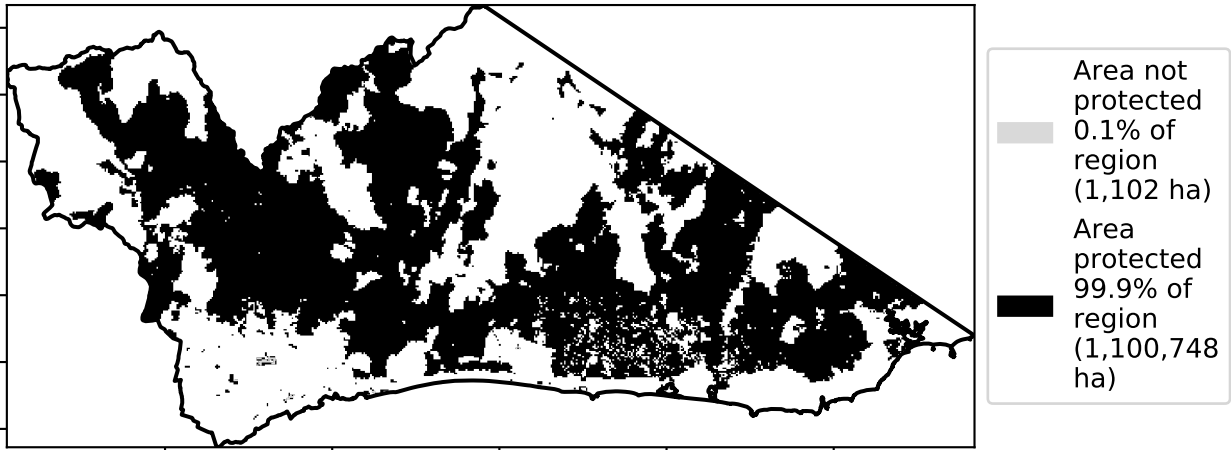 Area not
protected
0.1% of
region
(1,102 ha)
Area
protected
99.9% of
region
(1,100,748
ha)